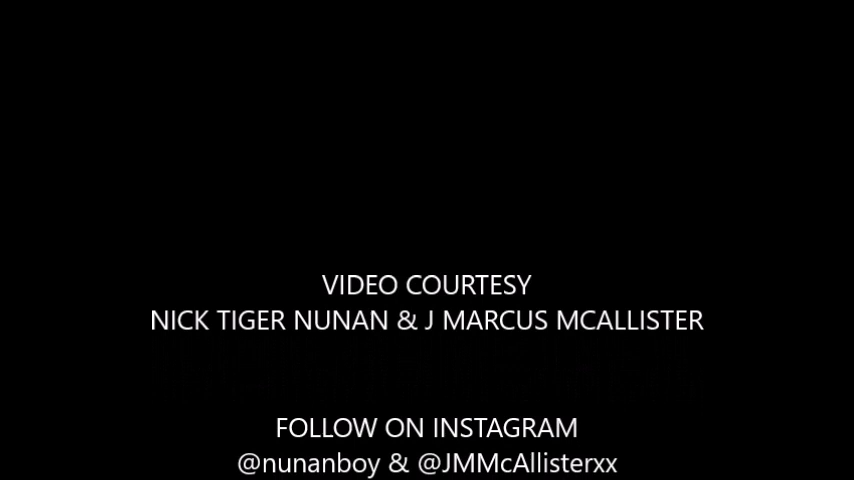 VIDEO COURTESY
NICK TIGER NUNAN & J MARCUS MCALLISTER
FOLLOW ON INSTAGRAM
@nunanboy & @JMMcAllisterxx